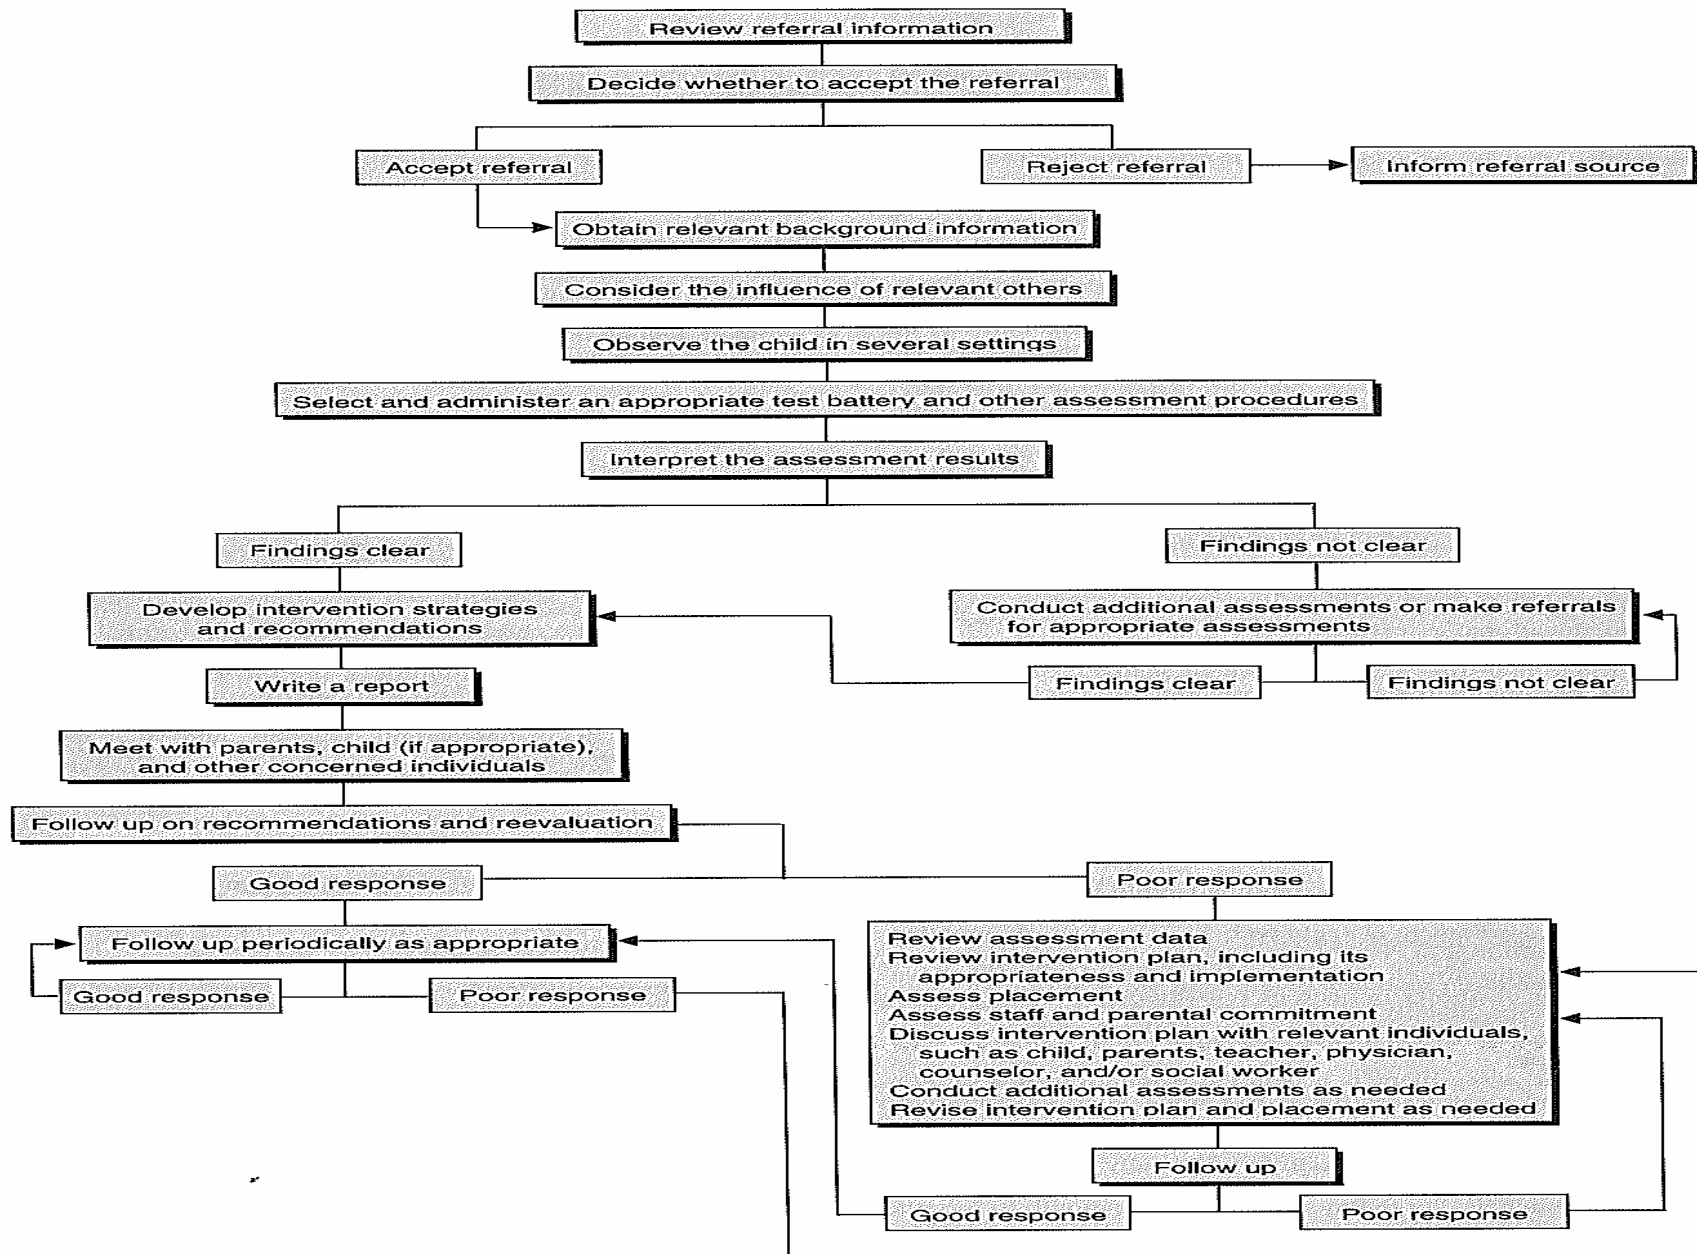 Review referral information
Decide whether to accept the referral
Accept referral
Reject referral
Inform referral source
Obtain relevant background information
Consider the influence of relevant others
Observe the child in several settings
Select and administer an appropriate test battery and other assessment procedures
Interpret the assessment results
Findings clear
Findings not clear
Develop intervention strategies
and recommendations
Conduct additional assessments or make referrals
for appropriate assessments
Write a report
Findings clear
Findings not clear
Meet with parents, child (if appropriate),
and other concerned individuals
Follow up on recommendations and reevaluation
Good response
Poor response
Follow up periodically as appropriate
Good response
Poor response
Review assessment data
Review intervention plan, including its
appropriateness and implementation
Assess placement
Assess staff and parental commitment
Discuss intervention plan with relevant individuals,
such as child, parents, teacher, physician,
counselor, and/or social worker
Conduct additional assessments as needed
Revise intervention plan and placement as needed
Follow up
Good response
Poor response